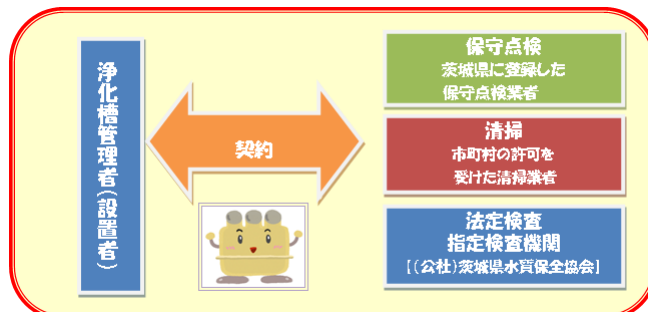 浄化槽管理者(設置者)
契約
保守点検
茨城県に登録した
保守点検業者
清掃
市町村の許可を
受けた清掃業者
法定検査
指定検査機関
【(公社)茨城県水質保全協会】